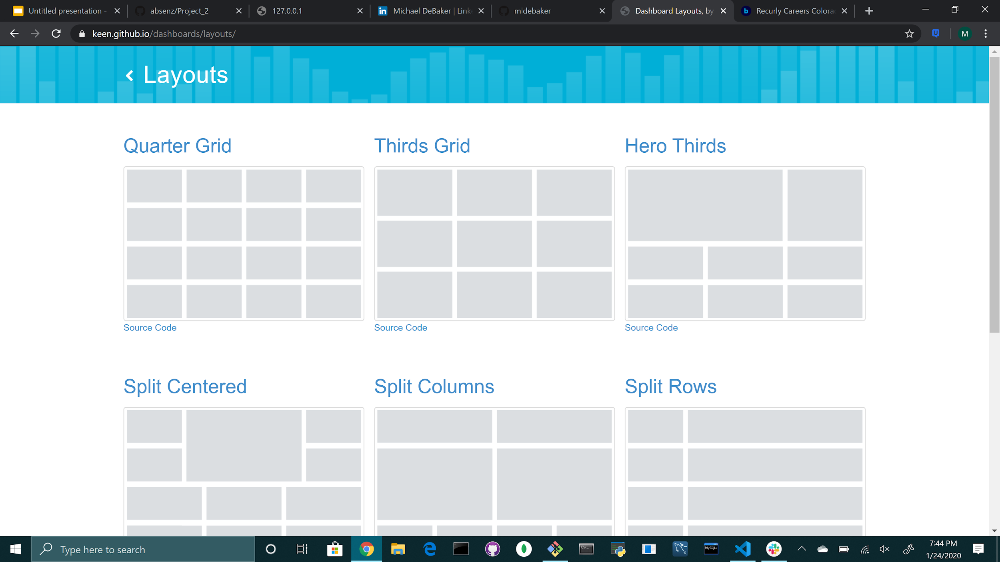 Untitled presentation -
absenz/Project_2
127.0.0.1
Michael DeBaker | Link
mldebaker
Dashboard Layouts, by
Recurly Careers Colora
keen.github.io/dashboards/layouts/
M
Layouts
Quarter Grid
Thirds Grid
Hero Thirds
Source Code
Source Code
Source Code
Split Centered
Split Columns
Split Rows
Type here to search
7:44 PM
1/24/2020